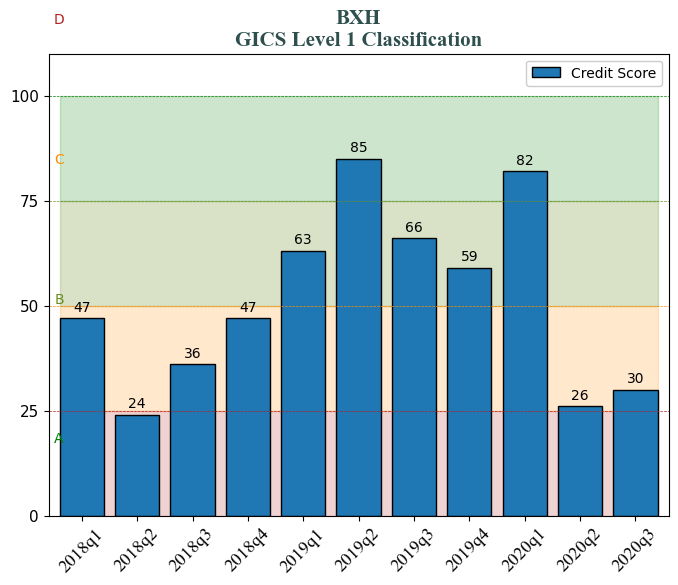 D
BXH
GICS Level 1 Classification
Credit Score
100
85
82
C
75
66
63
59
B
50
47
47
36
30
26
25
24
A
0
2018q1
2018q2
2018q3
2018q4
2019q1
2019q2
2019q3
2019q4
2020q1
2020q2
2020q3